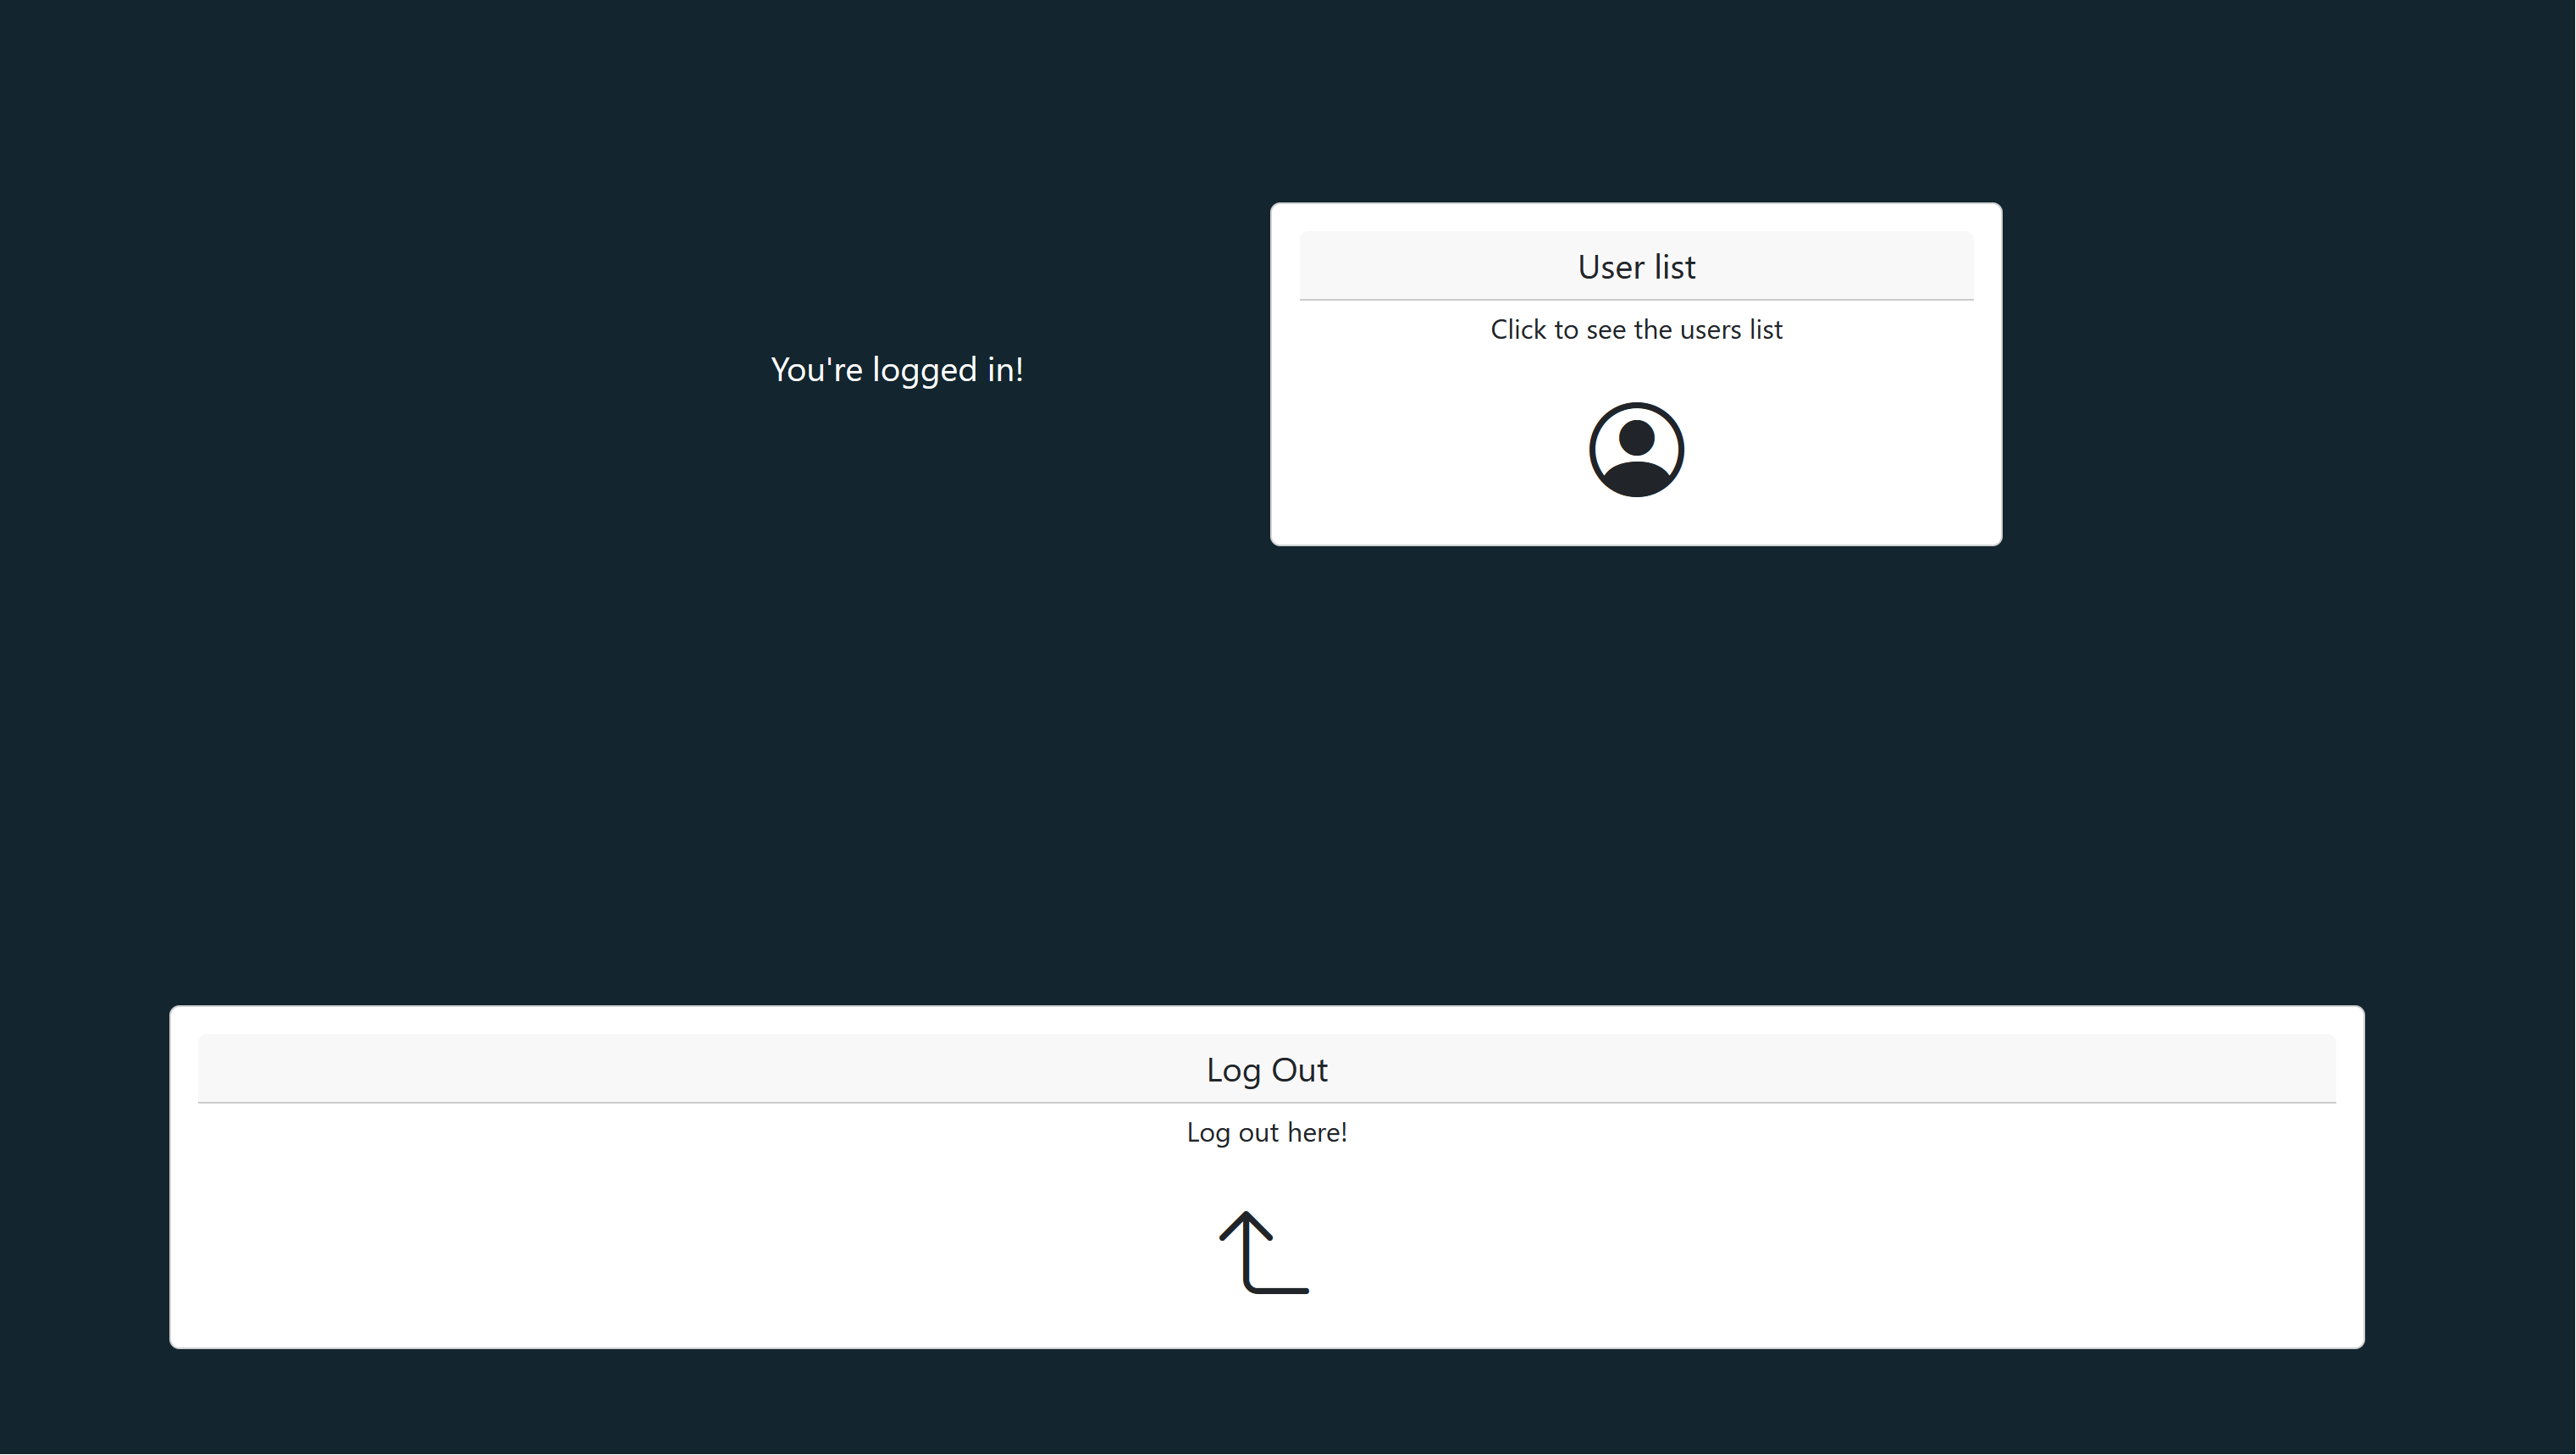 You're logged in!
User list
Click to see the users list
Log Out
Log out here!